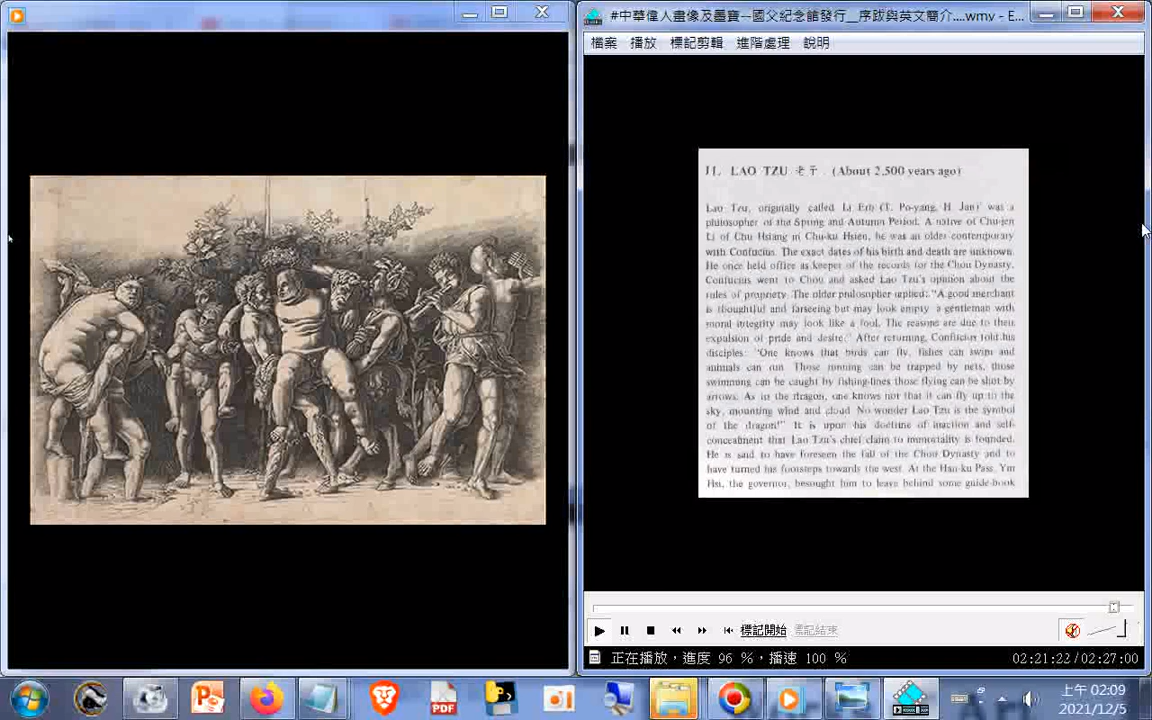 #中華偉人畫像及墨寶--國父紀念館發行__序跋與英文簡介....wmv - E...
檔案 播放 標記剪輯 進階處理 說明
11. LAO TZU 老子 . (About 2,500 years ago)
Lao Tzu, originally called Li Erh (T. Po-yang, H. Jan) was a
philosopher of the Spring and Autumn Period. A native of Chu-jen
Li of Chu Hsiang in Chu-ku Hsien, he was an older contemporary
with Confucius. The exact dates of his birth and death are unknown.
He once held office as keeper of the records for the Chou Dynasty.
Confucius went to Chou and asked Lao Tzu's opinion about the
rules of propriety. The older philosopher replied: "A good merchant
is thoughtful and farseeing but may look empty a gentleman with
moral integrity may look like a fool. The reasons are due to their
expulsion of pride and desire." After returning, Confucius told his
disciples: "One knows that birds can fly, fishes can swim and
animals can run. Those running can be trapped by nets, those
swimming can be caught by fishing-lines those flying can be shot by
arrows. As to the dragon, one knows not that it can fly up to the
sky, mounting wind and cloud. No wonder Lao Tzu is the symbol
of the dragon!" It is upon his doctrine of inaction and self-
concealment that Lao Tzu's chief claim to immortality is founded.
He is said to have foreseen the fall of the Chou Dynasty and to
have turned his footsteps towards the west. At the Han-ku Pass, Yin
Hsi, the governor, besought him to leave behind some guide-book
標記開始 標記結束
正在播放，進度 96 %，播速 100 %
02:21:22 / 02:27:00
PDF
上午 02:09
2021/12/5